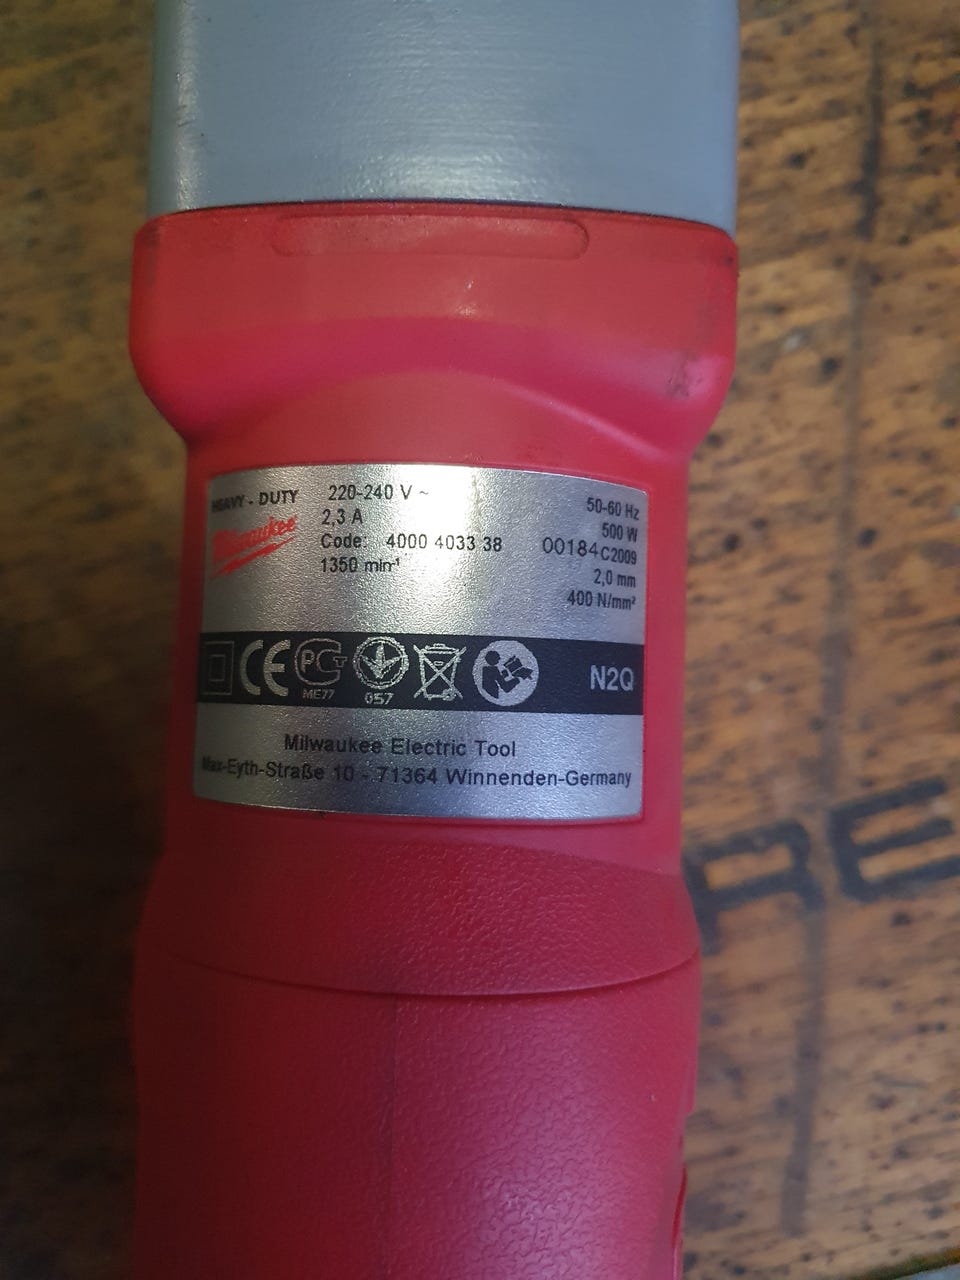 HEAVY - DUTY
Milwaukee
220-240 V ~
2,3 A
Code: 4000 4033 38
1350 min⁻¹
50-60 Hz
500 W
00184C2009
2,0 mm
400 N/mm²
CE
PCT
ME77
057
N2Q
Milwaukee Electric Tool
Max-Eyth-Straße 10 - 71364 Winnenden-Germany
RE